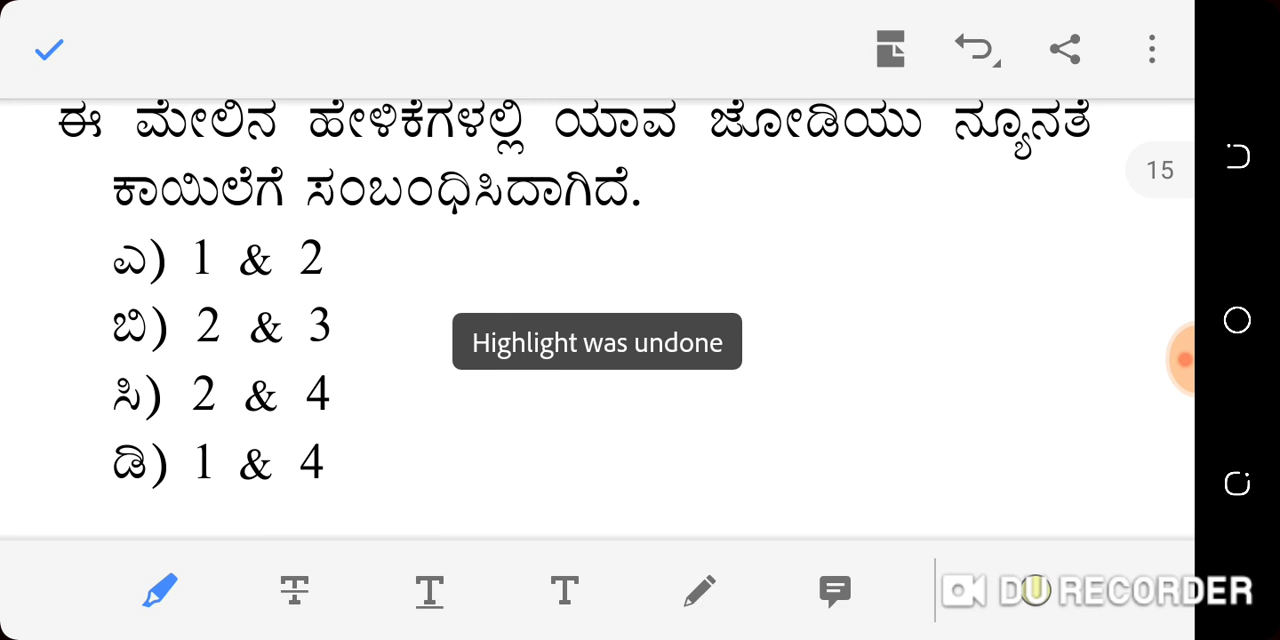 ಈ ಮೇಲಿನ ಹೇಳಿಕೆಗಳಲ್ಲಿ ಯಾವ ಜೋಡಿಯು ನ್ಯೂನತೆ
15
ಕಾಯಿಲೆಗೆ ಸಂಬಂಧಿಸಿದಾಗಿದೆ.
ಎ) 1 & 2
ಬಿ) 2 & 3
Highlight was undone
ಸಿ) 2 & 4
ಡಿ) 1 & 4
DU RECORDER